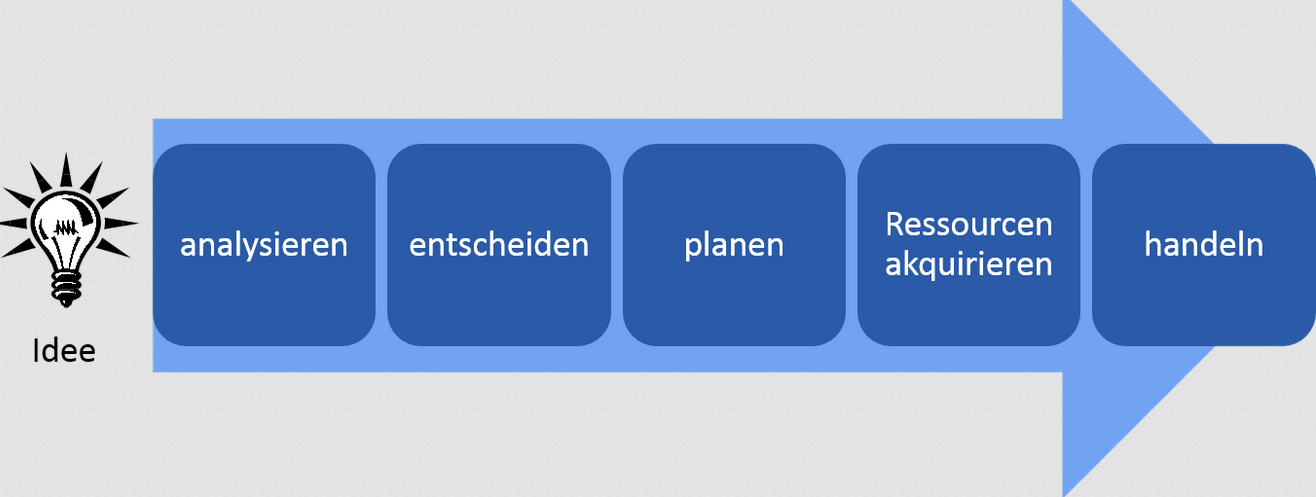 Idee
analysieren
entscheiden
planen
Ressourcen
akquirieren
handeln